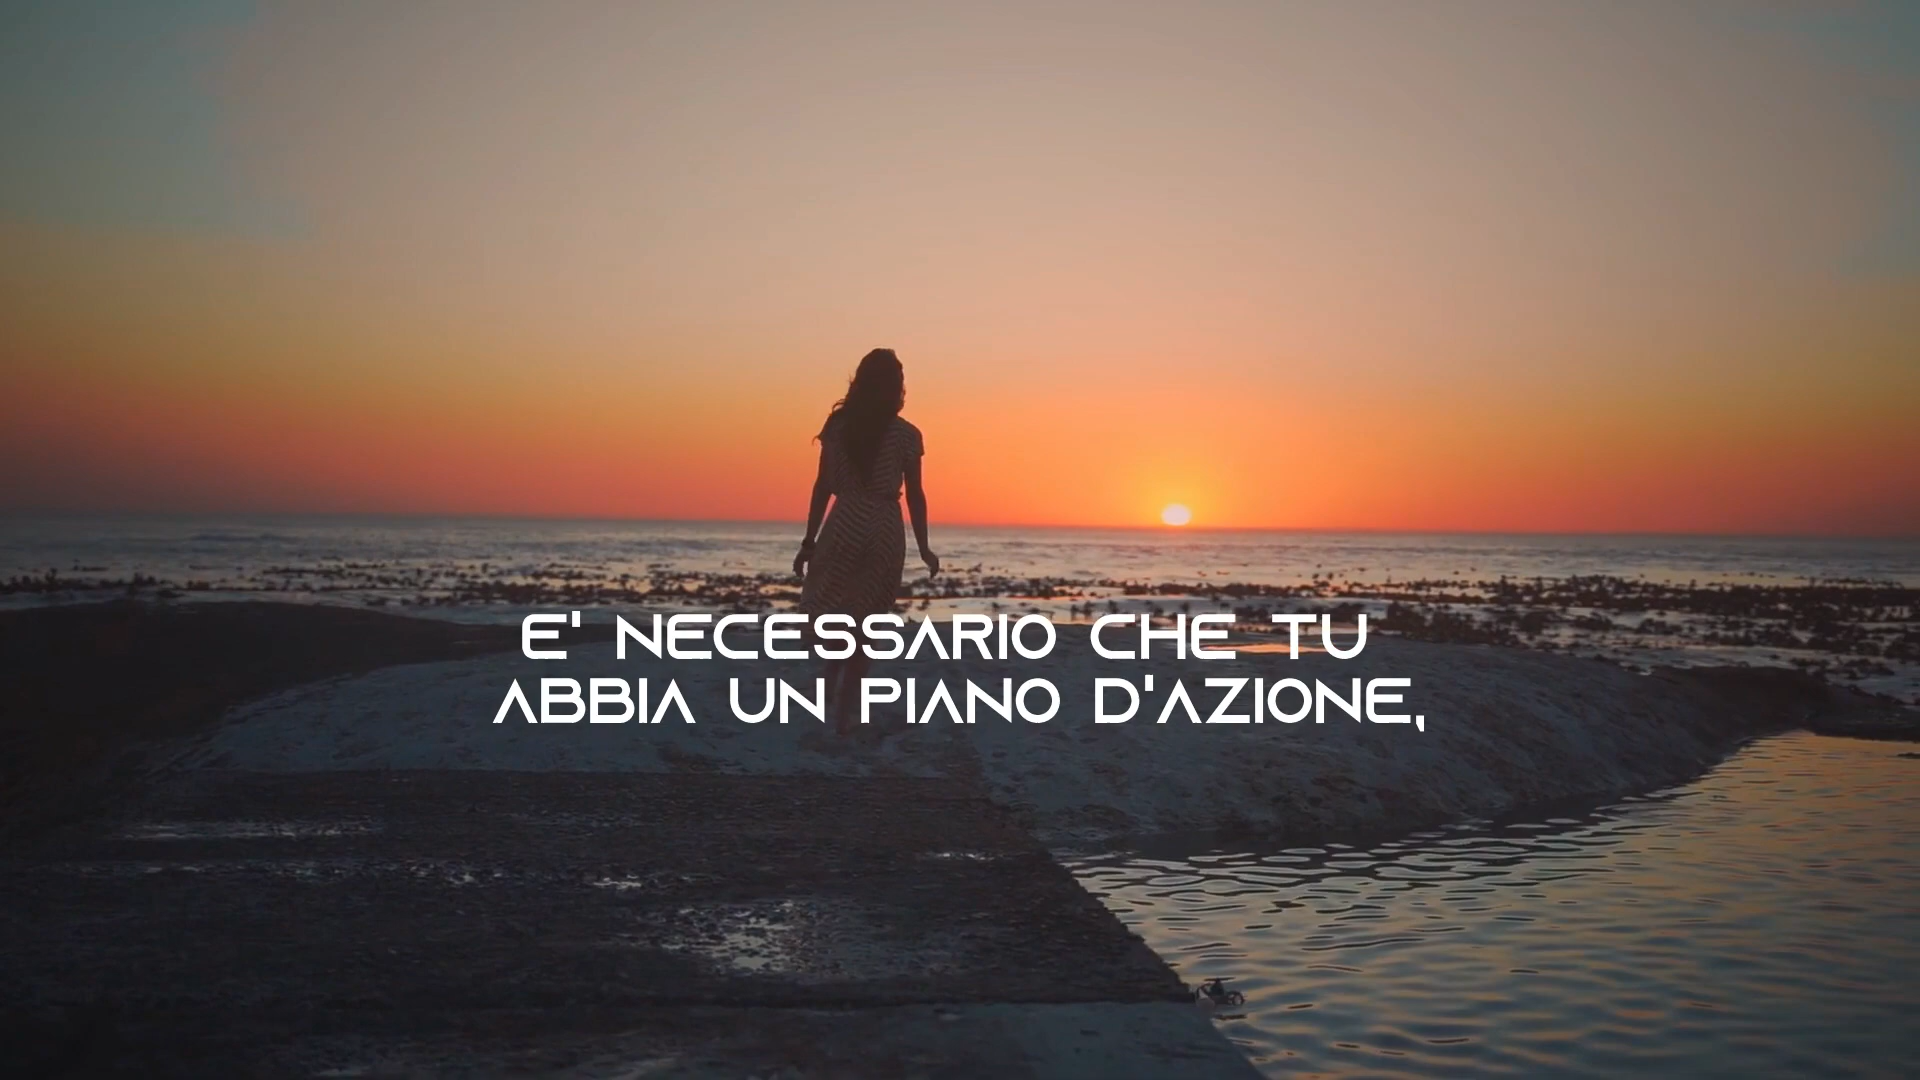 E' NECESSARIO CHE TU
ABBIA UN PIANO D'AZIONE,